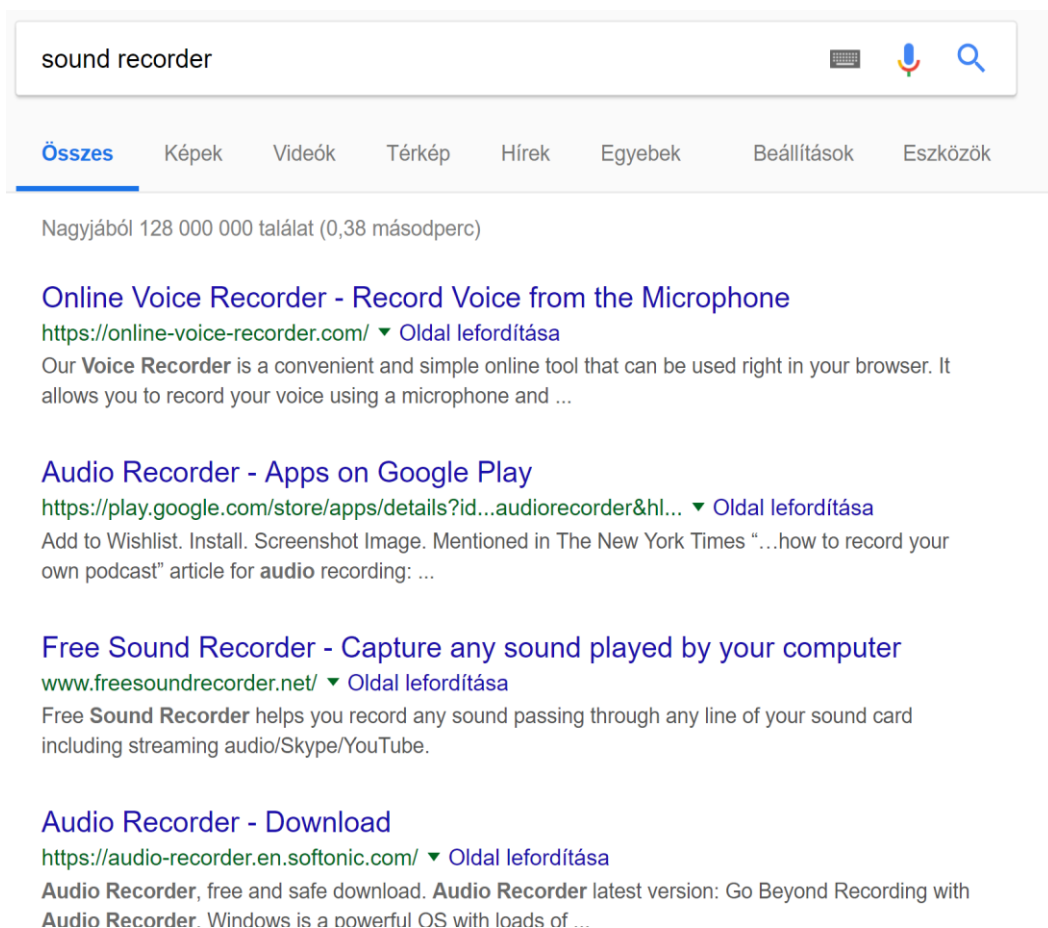 sound recorder
Összes Képek Videók Térkép Hírek Egyebek Beállítások Eszközök
Nagyjából 128 000 000 találat (0,38 másodperc)
Online Voice Recorder - Record Voice from the Microphone
https://online-voice-recorder.com/ ▼ Oldal lefordítása
Our Voice Recorder is a convenient and simple online tool that can be used right in your browser. It
allows you to record your voice using a microphone and ...
Audio Recorder - Apps on Google Play
https://play.google.com/store/apps/details?id...audiorecorder&hl... ▼ Oldal lefordítása
Add to Wishlist. Install. Screenshot Image. Mentioned in The New York Times “…how to record your
own podcast” article for audio recording: ...
Free Sound Recorder - Capture any sound played by your computer
www.freesoundrecorder.net/ ▼ Oldal lefordítása
Free Sound Recorder helps you record any sound passing through any line of your sound card
including streaming audio/Skype/YouTube.
Audio Recorder - Download
https://audio-recorder.en.softonic.com/ ▼ Oldal lefordítása
Audio Recorder, free and safe download. Audio Recorder latest version: Go Beyond Recording with
Audio Recorder. Windows is a powerful OS with loads of ...